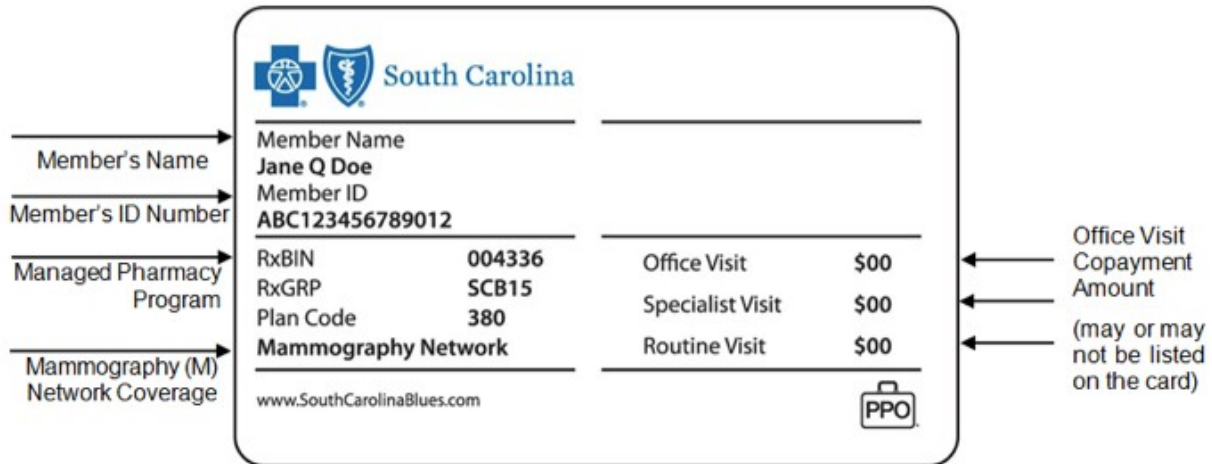 South Carolina
Member's Name
Member's ID Number
Managed Pharmacy
Program
Mammography (M)
Network Coverage
Member Name
Jane Q Doe
Member ID
ABC123456789012
RxBIN 004336
RxGRP SCB15
Plan Code 380
Mammography Network
www.SouthCarolinaBlues.com
Office Visit $00
Specialist Visit $00
Routine Visit $00
PPO
Office Visit
Copayment
Amount
(may or may
not be listed
on the card)